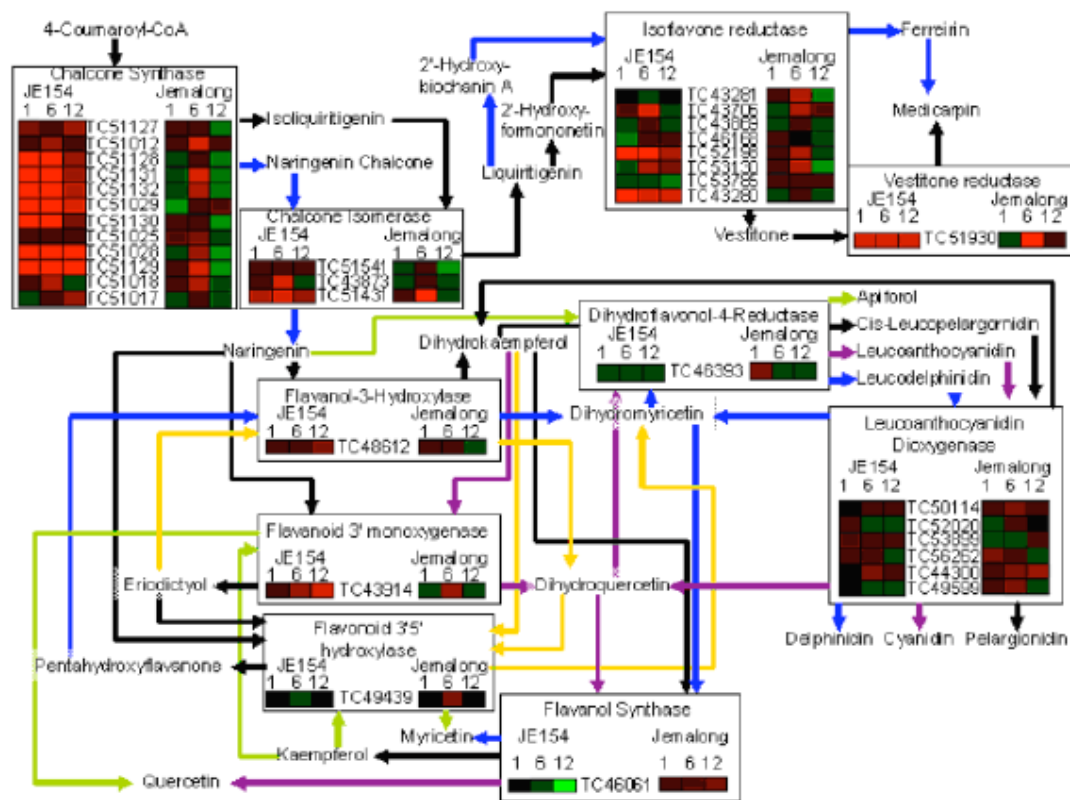 4-Coumaroyl-CoA
Chalcone Synthase
JE154 Jemalong
1 6 12 1 6 12
TC51127
TC51012
TC51126
TC51131
TC51132
TC51029
TC51130
TC51025
TC51028
TC51129
TC51018
TC51017
Isoliquiritigenin
Naringenin Chalcone
Chalcone Isomerase
JE154 Jemalong
1 6 12 1 6 12
TC51541
TC43873
TC51431
2'-Hydroxy-
biochanin A
2'-Hydroxy-
formononetin
Liquiritigenin
Isoflavone reductase
JE154 Jemalong
1 6 12 1 6 12
TC43281
TC43705
TC46168
TC53130
TC53785
TC43280
Ferreirin
Medicarpin
Vestitone
Vestitone reductase
JE154 Jemalong
1 6 12 1 6 12
TC51930
Naringenin
Dihydrokaempferol
Dihydroflavonol-4-Reductase
JE154 Jemalong
1 6 12 1 6 12
TC46393
Apiforol
Cis-Leucopelargornidin
Leucoanthocyanidin
Leucodelphinidin
Flavanol-3-Hydroxylase
JE154 Jemalong
1 6 12 1 6 12
TC48612
Dihydromyricetin
Leucoanthocyanidin
Dioxygenase
JE154 Jemalong
1 6 12 1 6 12
TC50114
TC52020
TC53899
TC56262
TC44300
TC49599
Flavanoid 3' monoxygenase
JE154 Jemalong
1 6 12 1 6 12
TC43914
Eriodictyol
Dihydroquercetin
Delphinidin Cyanidin Pelargionidin
Flavonoid 3'5'
hydroxylase
JE154 Jemalong
1 6 12 1 6 12
TC49439
Pentahydroxyflavanone
Flavanol Synthase
JE154 Jemalong
1 6 12 1 6 12
TC46061
Myricetin
Kaempferol
Quercetin